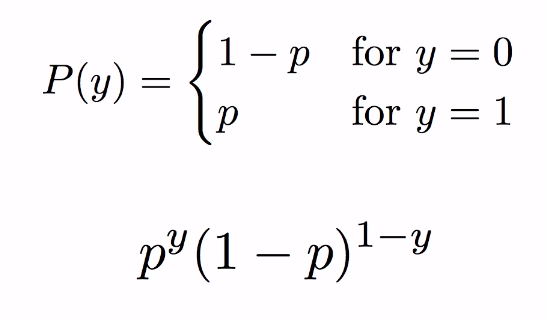 P(y) = { 1 − p for y = 0
p for y = 1
p^y(1 − p)^{1−y}